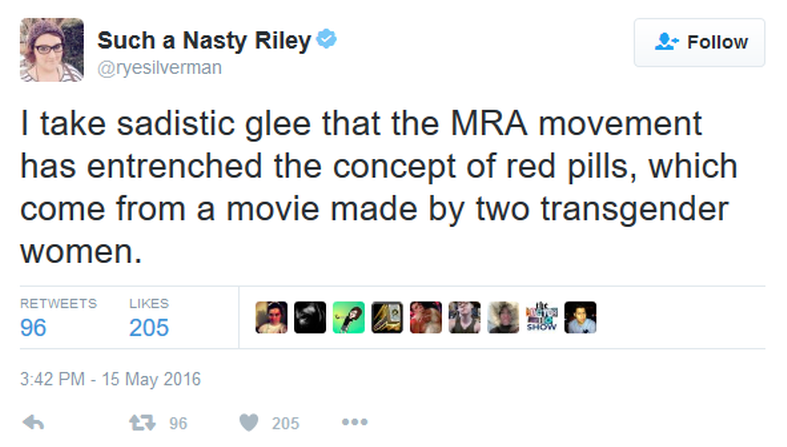 Such a Nasty Riley
@ryesilverman
Follow
I take sadistic glee that the MRA movement
has entrenched the concept of red pills, which
come from a movie made by two transgender
women.
RETWEETS LIKES
96 205
SHOW
3:42 PM - 15 May 2016
96 205